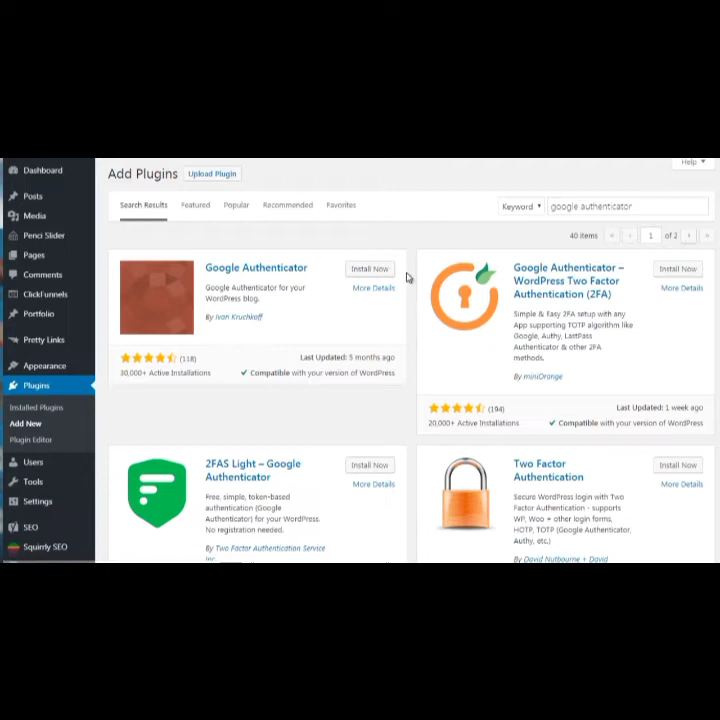 Dashboard
Posts
Media
Penci Slider
Pages
Comments
ClickFunnels
Portfolio
Pretty Links
Appearance
Plugins
Installed Plugins
Add New
Plugin Editor
Users
Tools
Settings
SEO
Squirrly SEO
Help
Add Plugins
Upload Plugin
Search Results
Featured
Popular
Recommended
Favorites
Keyword
google authenticator
40 items
«
‹
1
of 2
›
»
Google Authenticator
Install Now
More Details
Google Authenticator for your
WordPress blog.
By Ivan Kruchkoff
(118)
Last Updated: 5 months ago
30,000+ Active Installations
Compatible with your version of WordPress
Google Authenticator –
WordPress Two Factor
Authentication (2FA)
Install Now
More Details
Simple & Easy 2FA setup with any
App supporting TOTP algorithm like
Google, Authy, LastPass
Authenticator & other 2FA
methods.
By miniOrange
(194)
Last Updated: 1 week ago
20,000+ Active Installations
Compatible with your version of WordPress
2FAS Light – Google
Authenticator
Install Now
More Details
Free, simple, token-based
authentication (Google
Authenticator) for your WordPress.
No registration needed.
By Two Factor Authentication Service
Inc.
Two Factor
Authentication
Install Now
More Details
Secure WordPress login with Two
Factor Authentication - supports
WP, Woo + other login forms,
HOTP, TOTP (Google Authenticator,
Authy, etc.)
By David Nutbourne + David